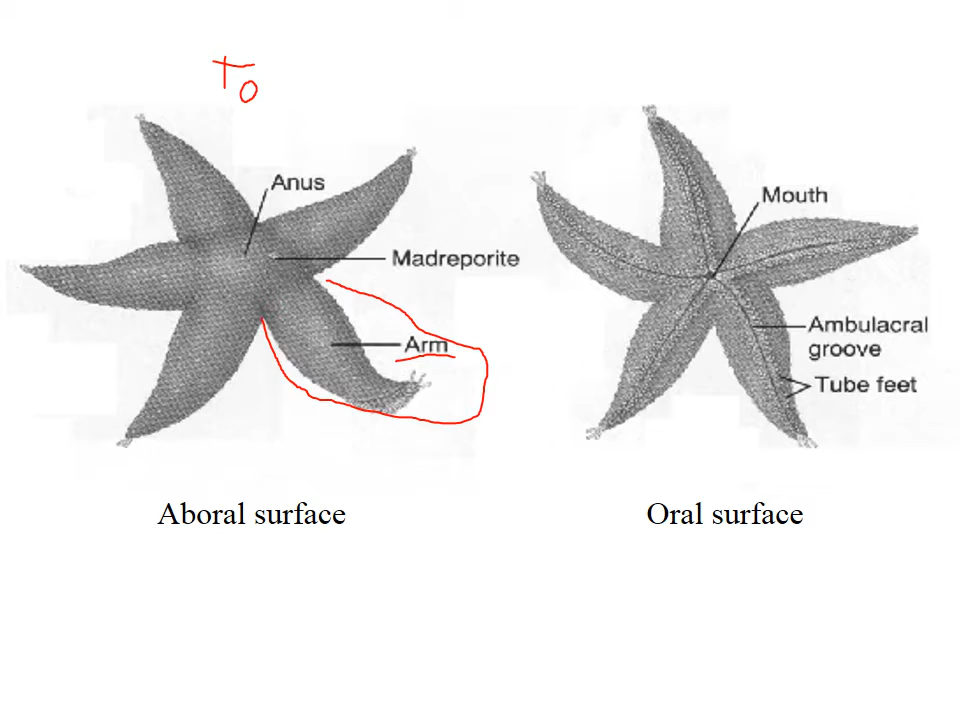 To
Anus
Mouth
Madreporite
Arm
Ambulacral
groove
Tube feet
Aboral surface
Oral surface